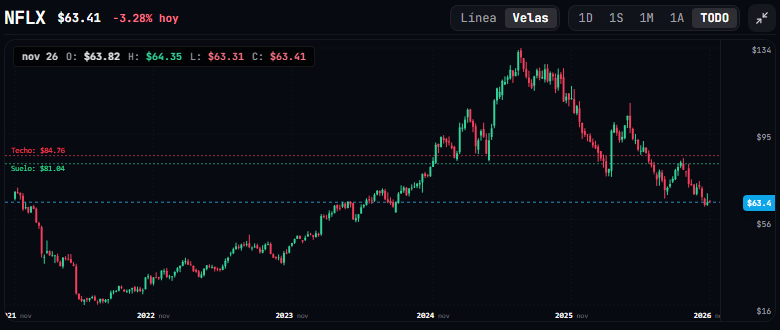 NFLX $63.41 -3.28% hoy Línea Velas 1D 1S 1M 1A TODO
nov 26 O: $63.82 H: $64.35 L: $63.31 C: $63.41
$134
$95
Techo: $84.76
Suelo: $81.04
$63.4
$56
$16
'21 nov 2022 nov 2023 nov 2024 nov 2025 nov 2026